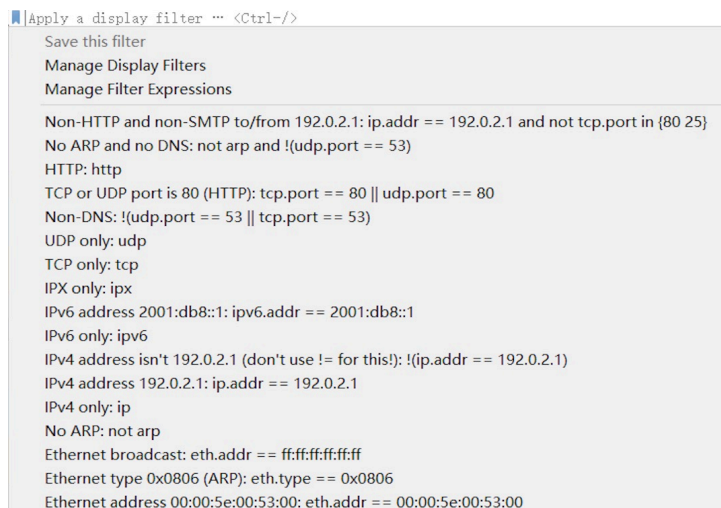 Apply a display filter … <Ctrl-/>
Save this filter
Manage Display Filters
Manage Filter Expressions
Non-HTTP and non-SMTP to/from 192.0.2.1: ip.addr == 192.0.2.1 and not tcp.port in {80 25}
No ARP and no DNS: not arp and !(udp.port == 53)
HTTP: http
TCP or UDP port is 80 (HTTP): tcp.port == 80 || udp.port == 80
Non-DNS: !(udp.port == 53 || tcp.port == 53)
UDP only: udp
TCP only: tcp
IPX only: ipx
IPv6 address 2001:db8::1: ipv6.addr == 2001:db8::1
IPv6 only: ipv6
IPv4 address isn't 192.0.2.1 (don't use != for this!): !(ip.addr == 192.0.2.1)
IPv4 address 192.0.2.1: ip.addr == 192.0.2.1
IPv4 only: ip
No ARP: not arp
Ethernet broadcast: eth.addr == ff:ff:ff:ff:ff:ff
Ethernet type 0x0806 (ARP): eth.type == 0x0806
Ethernet address 00:00:5e:00:53:00: eth.addr == 00:00:5e:00:53:00